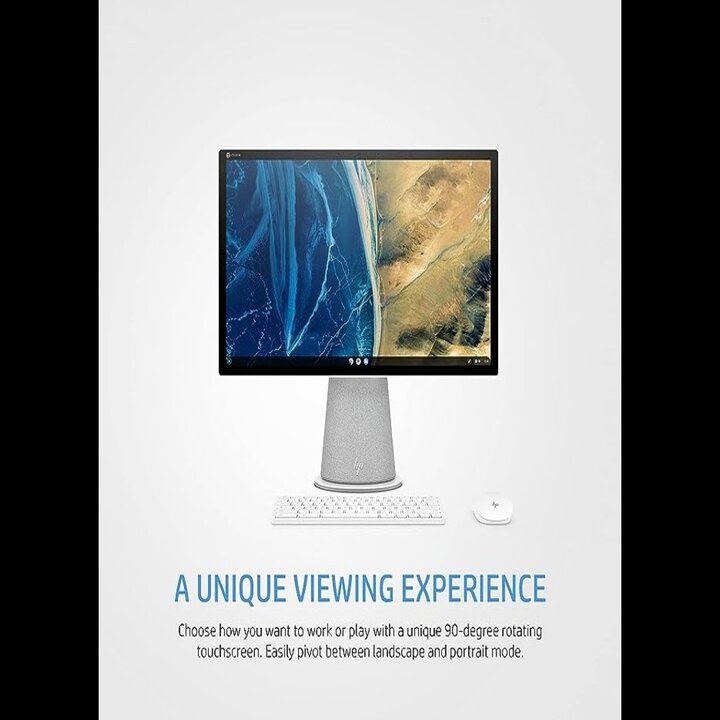 hp
A UNIQUE VIEWING EXPERIENCE
Choose how you want to work or play with a unique 90-degree rotating
touchscreen. Easily pivot between landscape and portrait mode.